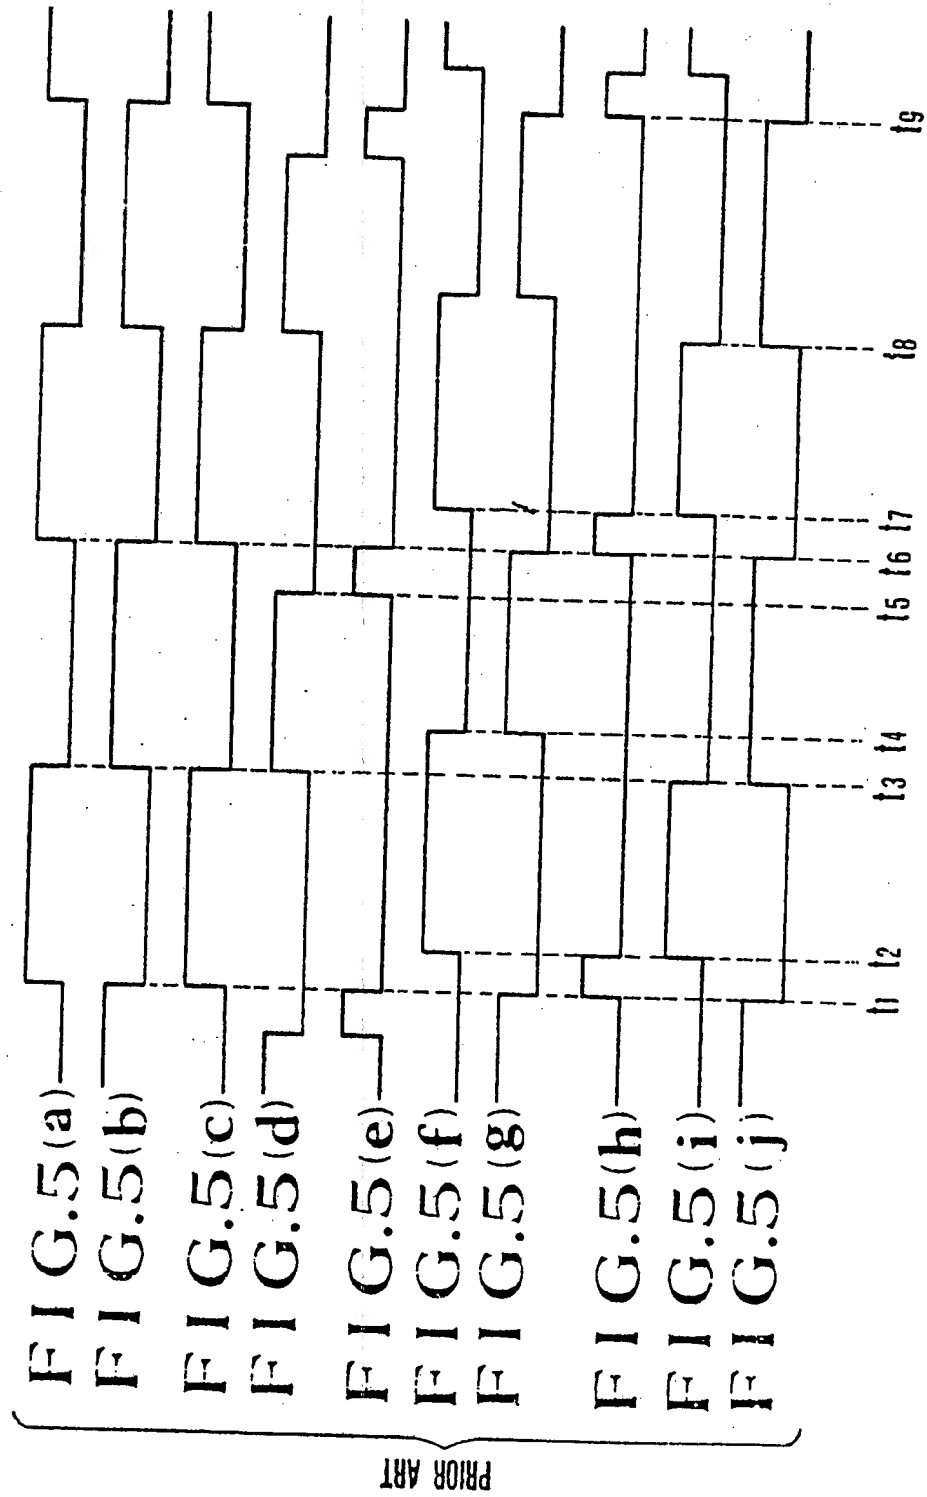 PRIOR ART
FIG.5(a)
FIG.5(b)
FIG.5(c)
FIG.5(d)
FIG.5(e)
FIG.5(f)
FIG.5(g)
FIG.5(h)
FIG.5(i)
FIG.5(j)
t1 t2 t3 t4 t5 t6 t7 t8 t9